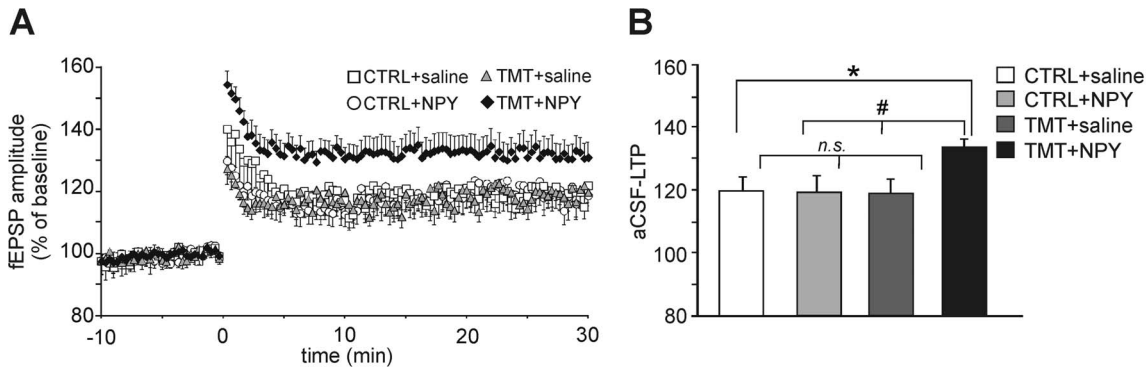 A
fEPSP amplitude
(% of baseline)
160
140
120
100
80
-10
0
10
20
30
time (min)
CTRL+saline
TMT+saline
CTRL+NPY
TMT+NPY
B
aCSF-LTP
160
140
120
100
80
*
#
n.s.
CTRL+saline
CTRL+NPY
TMT+saline
TMT+NPY